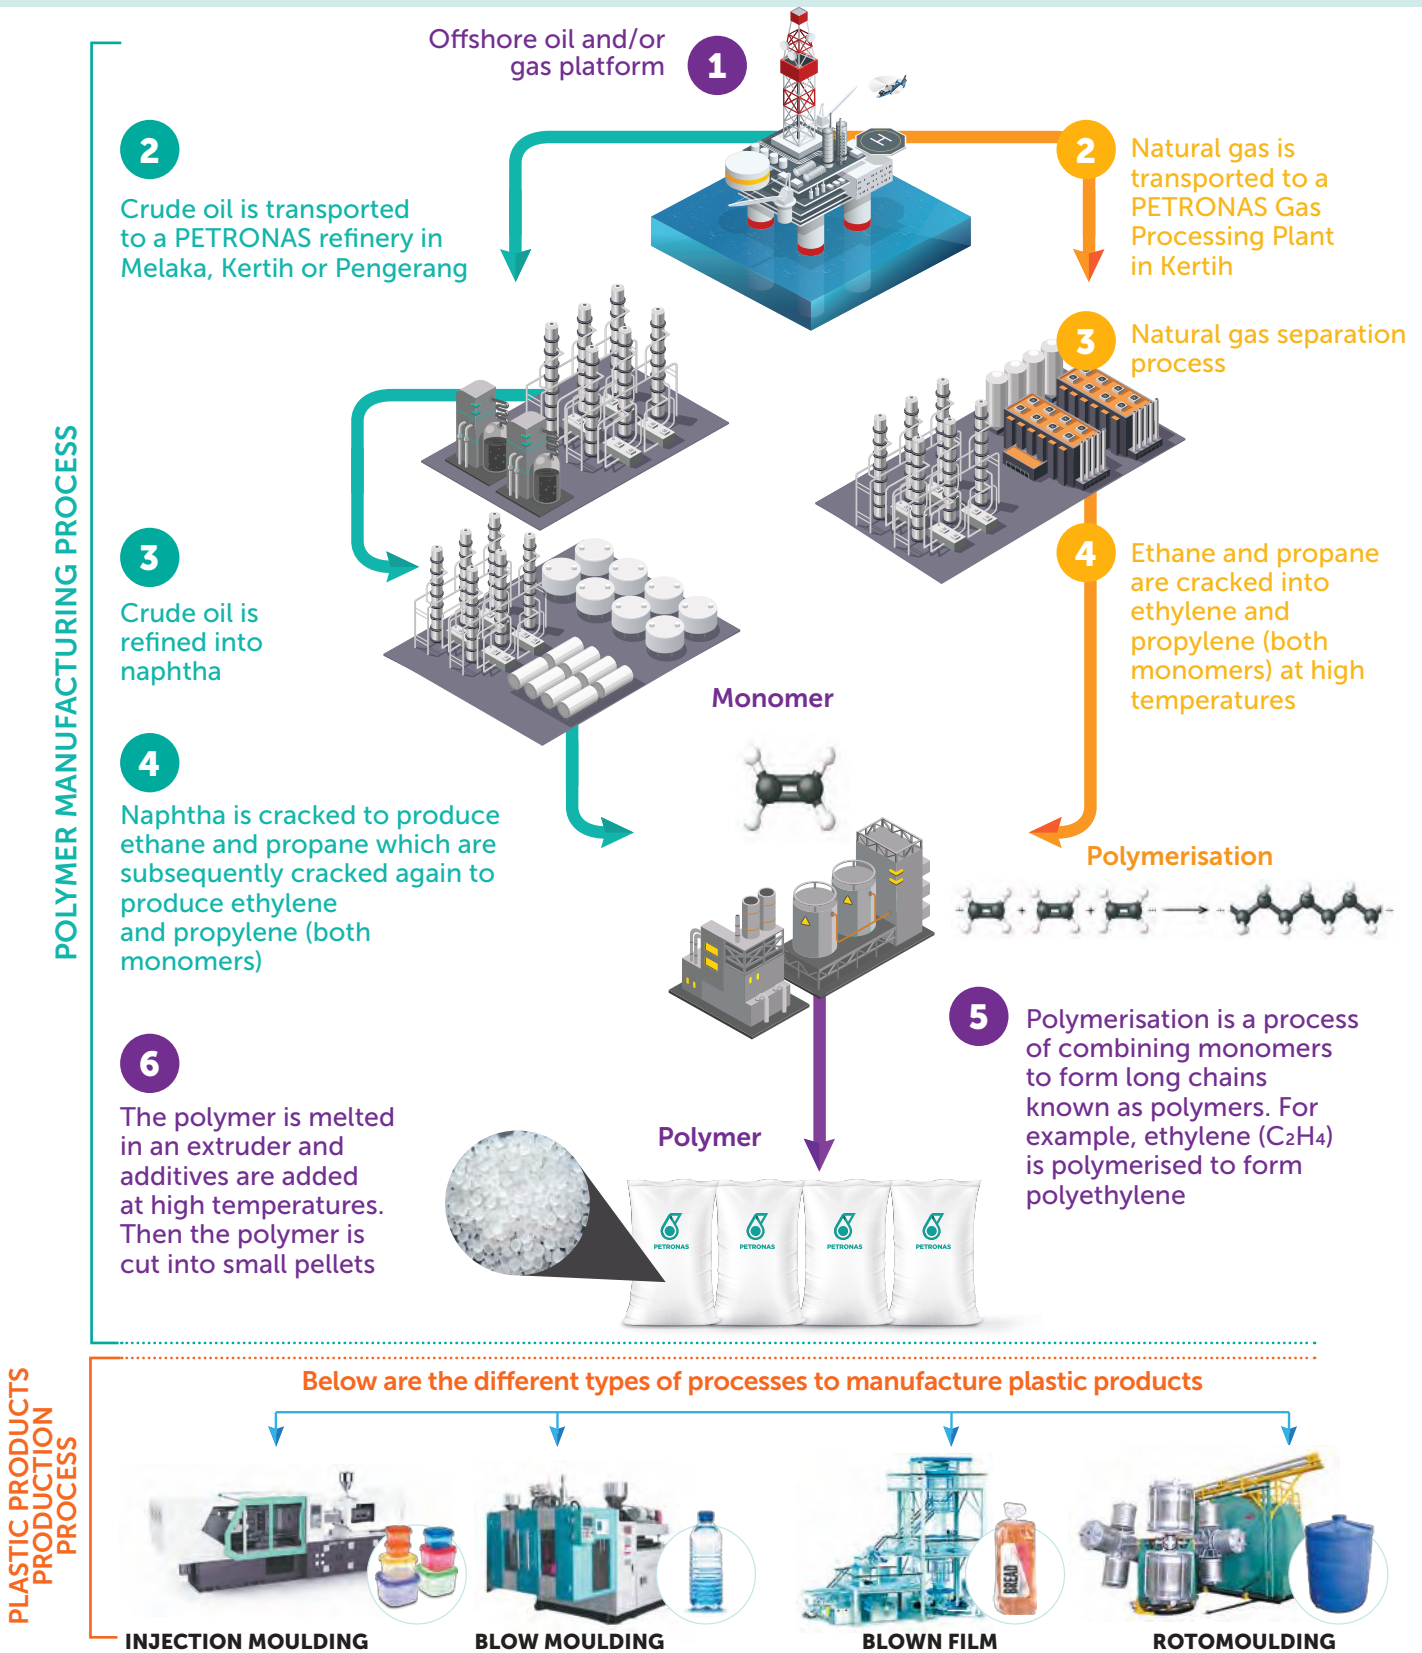 Offshore oil and/or
gas platform
1
2
Crude oil is transported
to a PETRONAS refinery in
Melaka, Kertih or Pengerang
2
Natural gas is
transported to a
PETRONAS Gas
Processing Plant
in Kertih
H
3
Natural gas separation
process
POLYMER MANUFACTURING PROCESS
3
Crude oil is
refined into
naphtha
4
Ethane and propane
are cracked into
ethylene and
propylene (both
monomers) at high
temperatures
Monomer
4
Naphtha is cracked to produce
ethane and propane which are
subsequently cracked again to
produce ethylene
and propylene (both
monomers)
Polymerisation
+ +
5
Polymerisation is a process
of combining monomers
to form long chains
known as polymers. For
example, ethylene (C₂H₄)
is polymerised to form
polyethylene
6
The polymer is melted
in an extruder and
additives are added
at high temperatures.
Then the polymer is
cut into small pellets
Polymer
PETRONAS
PETRONAS
PETRONAS
PETRONAS
PLASTIC PRODUCTS
PRODUCTION
PROCESS
Below are the different types of processes to manufacture plastic products
BREAD
INJECTION MOULDING
BLOW MOULDING
BLOWN FILM
ROTOMOULDING